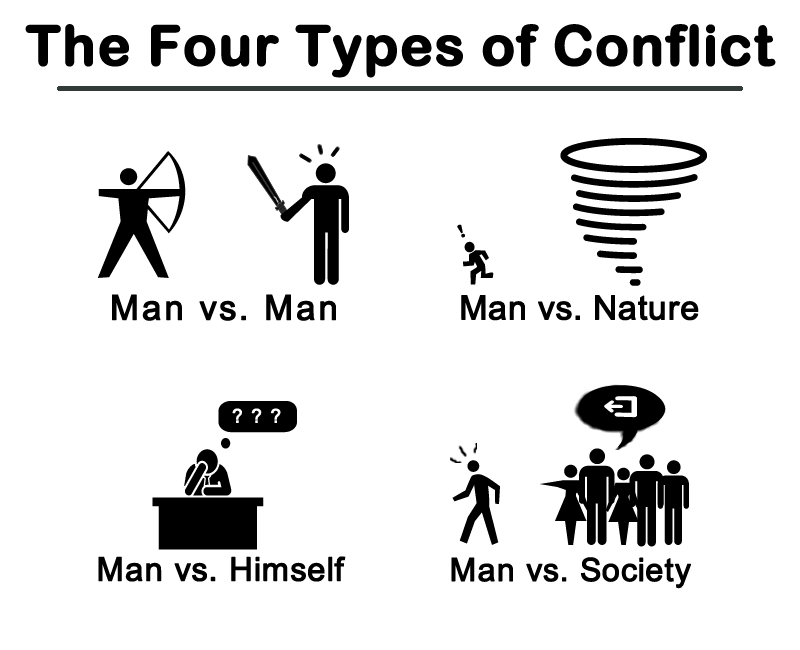 The Four Types of Conflict
!
Man vs. Man
Man vs. Nature
? ? ?
Man vs. Himself
Man vs. Society